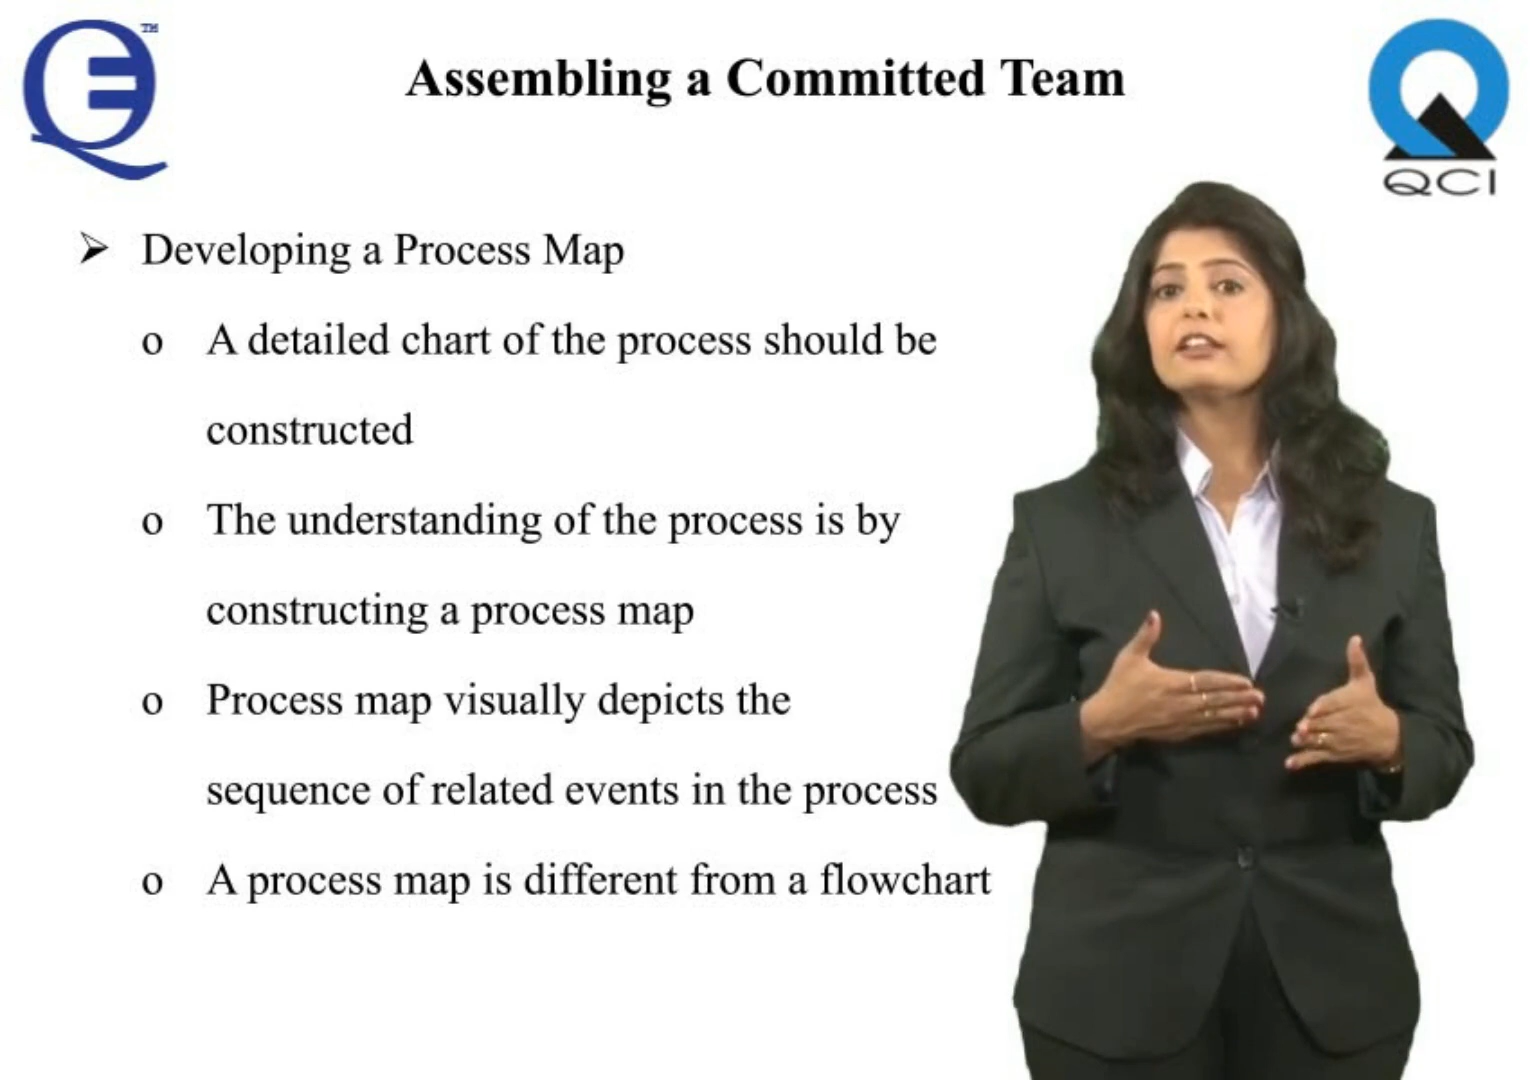 TM
Assembling a Committed Team
QCI
➢ Developing a Process Map
o A detailed chart of the process should be
constructed
o The understanding of the process is by
constructing a process map
o Process map visually depicts the
sequence of related events in the process
o A process map is different from a flowchart